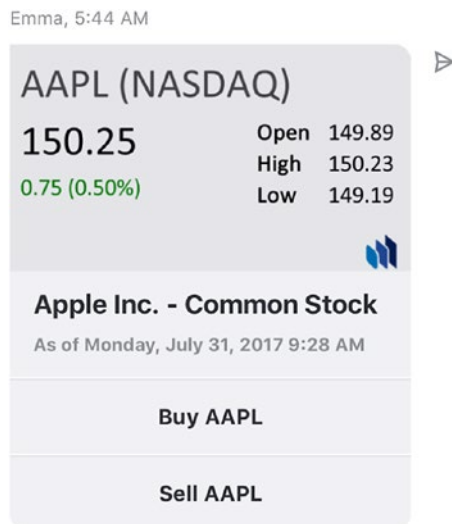 Emma, 5:44 AM
AAPL (NASDAQ)
150.25
0.75 (0.50%)
Open 149.89
High 150.23
Low 149.19
Apple Inc. - Common Stock
As of Monday, July 31, 2017 9:28 AM
Buy AAPL
Sell AAPL